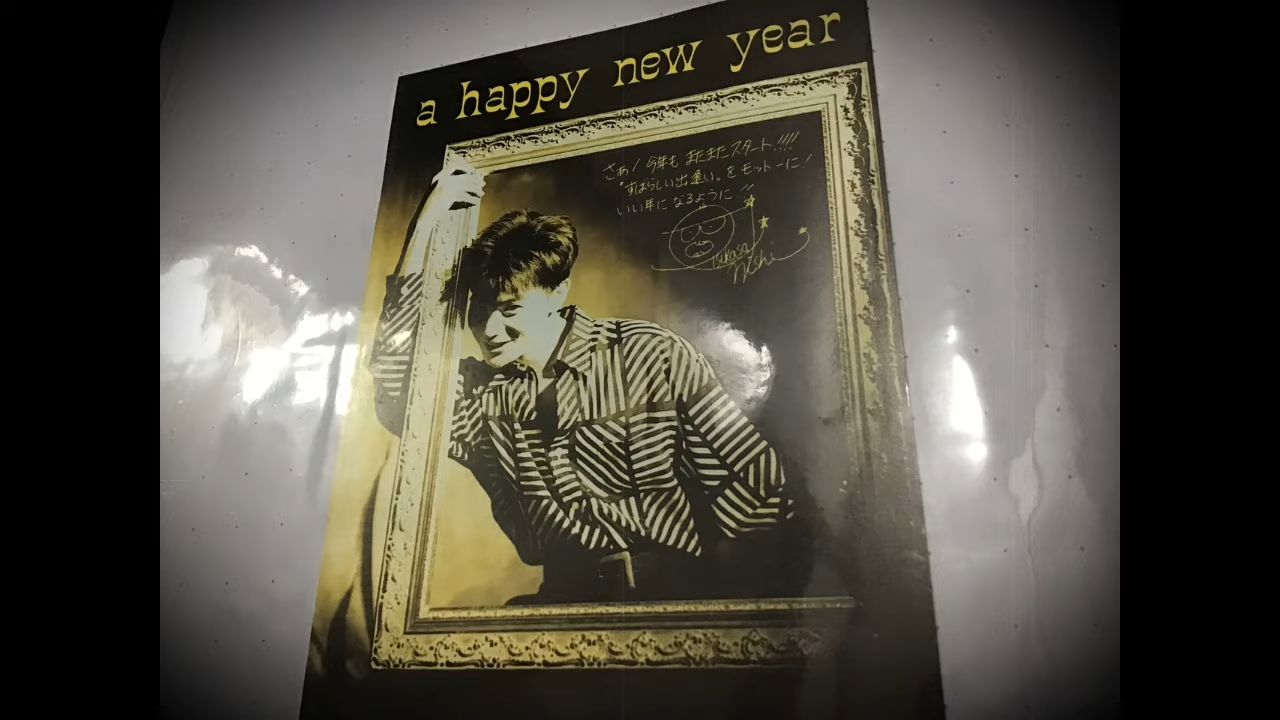 a happy new year
さあ！今年も またまたスタート!!!!
"すばらしい出逢い"をモットーに！
いい年に なるように!!
Tsukasa
Nishi